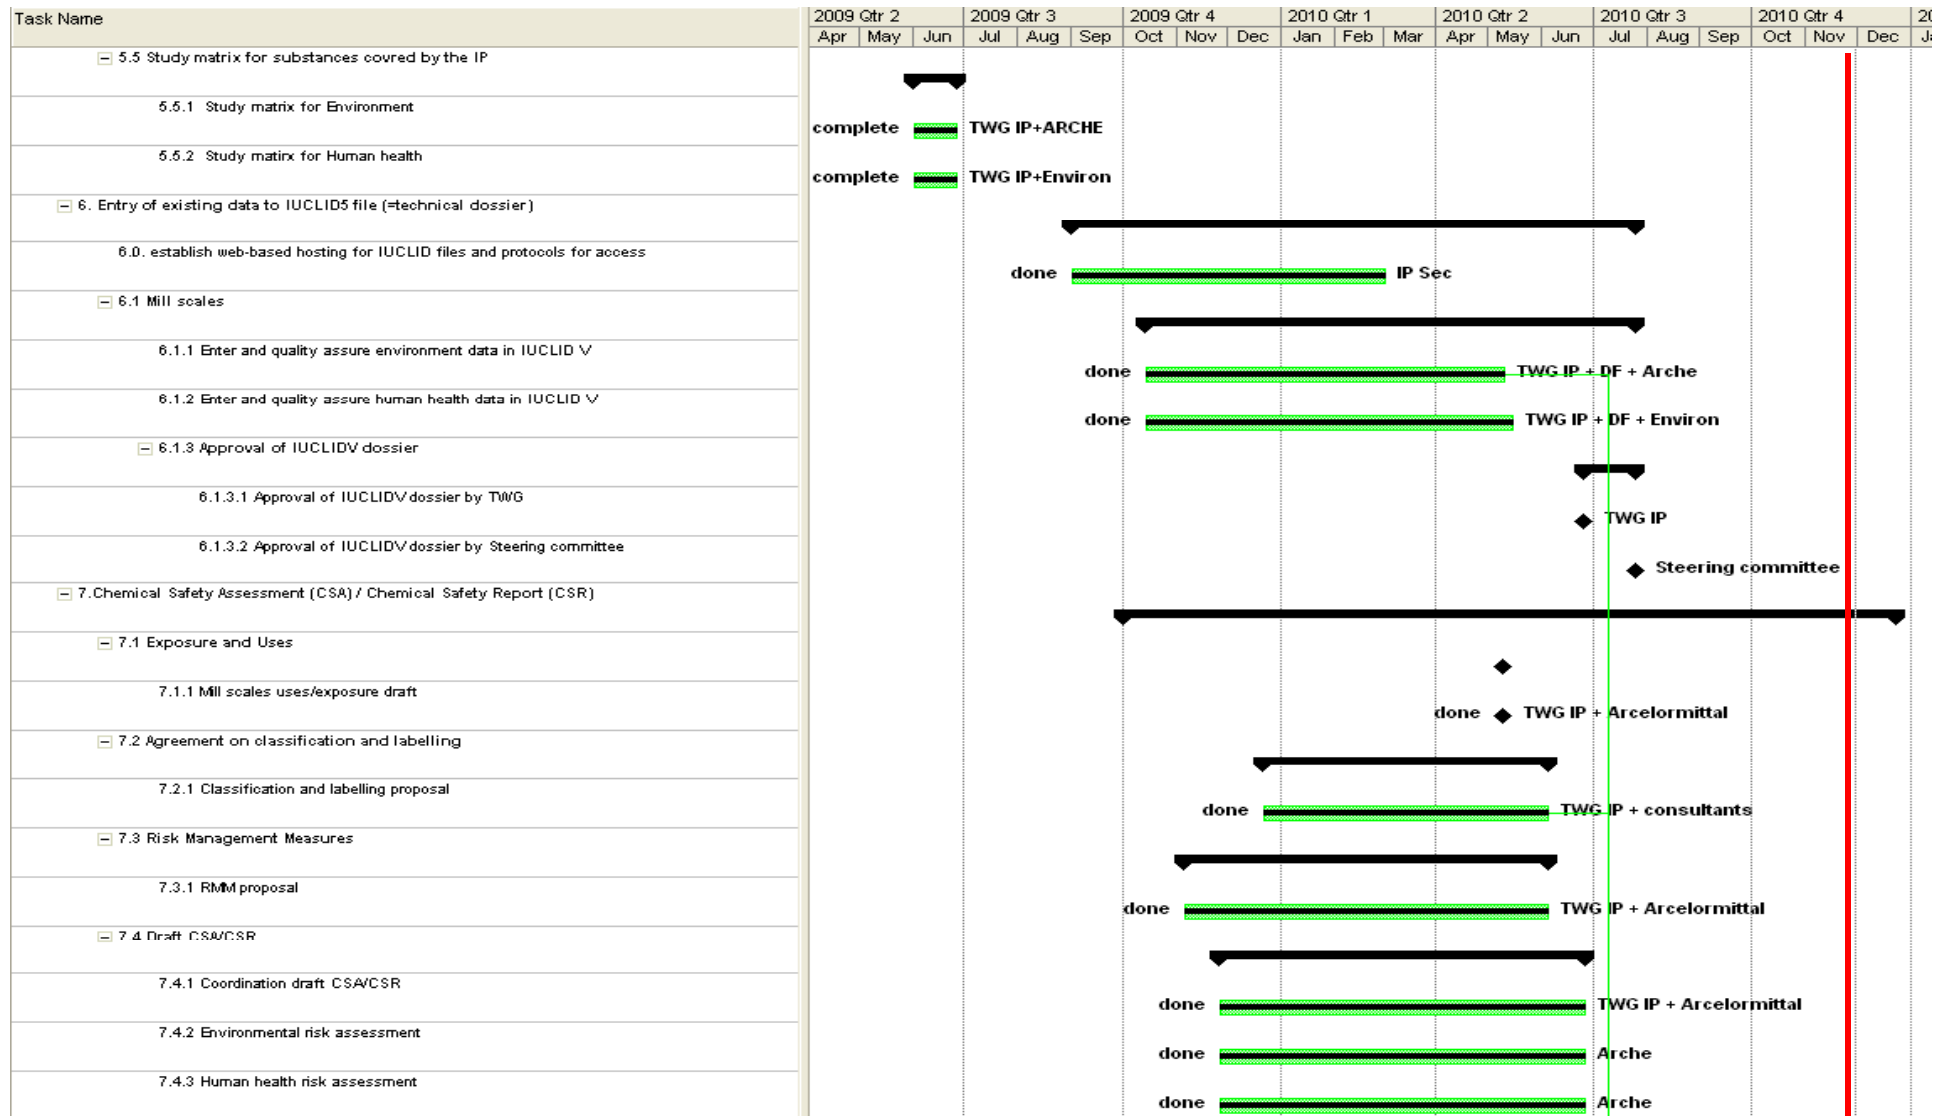 Task Name
2009 Qtr 2 2009 Qtr 3 2009 Qtr 4 2010 Qtr 1 2010 Qtr 2 2010 Qtr 3 2010 Qtr 4
Apr May Jun Jul Aug Sep Oct Nov Dec Jan Feb Mar Apr May Jun Jul Aug Sep Oct Nov Dec
5.5 Study matrix for substances covred by the IP
5.5.1 Study matrix for Environment
complete TWG IP+ARCHE
5.5.2 Study matirx for Human health
complete TWG IP+Environ
6. Entry of existing data to IUCLID5 file (=technical dossier)
6.0. establish web-based hosting for IUCLID files and protocols for access
done IP Sec
6.1 Mill scales
6.1.1 Enter and quality assure environment data in IUCLID V
done TWG IP + DF + Arche
6.1.2 Enter and quality assure human health data in IUCLID V
done TWG IP + DF + Environ
6.1.3 Approval of IUCLIDV dossier
6.1.3.1 Approval of IUCLIDV dossier by TWG
TWG IP
6.1.3.2 Approval of IUCLIDV dossier by Steering committee
Steering committee
7.Chemical Safety Assessment (CSA) / Chemical Safety Report (CSR)
7.1 Exposure and Uses
7.1.1 Mill scales uses/exposure draft
done TWG IP + Arcelormittal
7.2 Agreement on classification and labelling
7.2.1 Classification and labelling proposal
done TWG IP + consultants
7.3 Risk Management Measures
7.3.1 RMM proposal
done TWG IP + Arcelormittal
7.4 Draft CSA/CSR
7.4.1 Coordination draft CSA/CSR
done TWG IP + Arcelormittal
7.4.2 Environmental risk assessment
done Arche
7.4.3 Human health risk assessment
done Arche